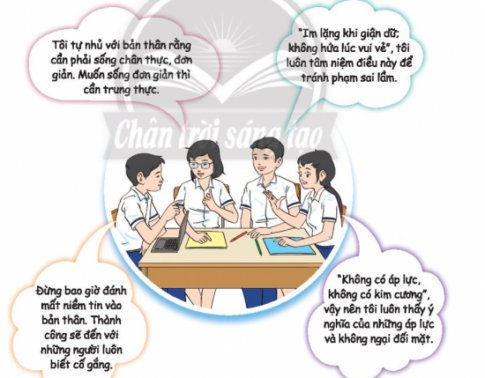 Tôi tự nhủ với bản thân rằng
cần phải sống chân thực, đơn
giản. Muốn sống đơn giản thì
cần trung thực.
"Im lặng khi giận dữ;
không hứa lúc vui vẻ", tôi
luôn tâm niệm điều này để
tránh phạm sai lầm.
Chân trời sáng tạo
Đừng bao giờ đánh
mất niềm tin vào
bản thân. Thành
công sẽ đến với
những người luôn
biết cố gắng.
"Không có áp lực,
không có kim cương",
vậy nên tôi luôn thấy ý
nghĩa của những áp lực
và không ngại đối mặt.